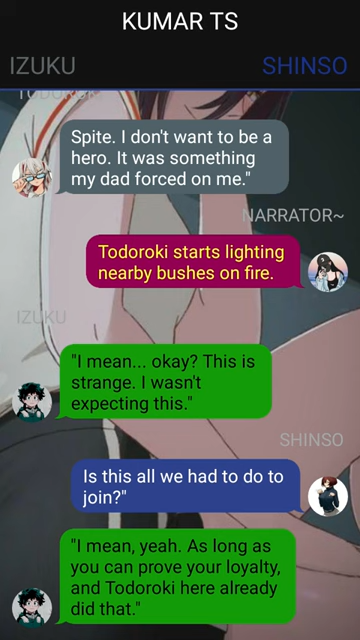 KUMAR TS
IZUKU
SHINSO
Spite. I don't want to be a
hero. It was something
my dad forced on me."
NARRATOR~
Todoroki starts lighting
nearby bushes on fire.
IZUKU
"I mean... okay? This is
strange. I wasn't
expecting this."
SHINSO
Is this all we had to do to
join?"
"I mean, yeah. As long as
you can prove your loyalty,
and Todoroki here already
did that."